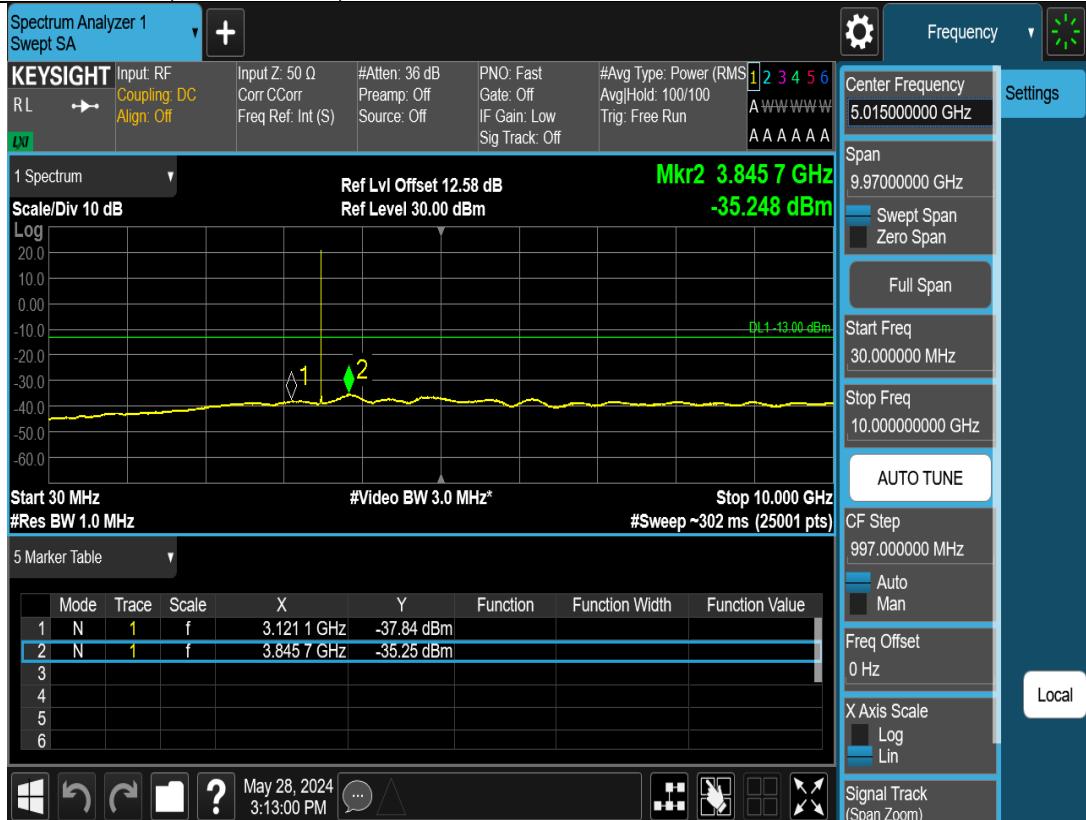 Spectrum Analyzer 1
Swept SA
+
Frequency
KEYSIGHT
RL
LXI
Input: RF
Coupling: DC
Align: Off
Input Z: 50 Ω
Corr CCorr
Freq Ref: Int (S)
#Atten: 36 dB
Preamp: Off
Source: Off
PNO: Fast
Gate: Off
IF Gain: Low
Sig Track: Off
#Avg Type: Power (RMS
Avg|Hold: 100/100
Trig: Free Run
1 2 3 4 5 6
A W W W W W
A A A A A A
1 Spectrum
Scale/Div 10 dB
Log
Ref Lvl Offset 12.58 dB
Ref Level 30.00 dBm
Mkr2 3.845 7 GHz
-35.248 dBm
20.0
10.0
0.00
-10.0
-20.0
-30.0
-40.0
-50.0
-60.0
DL1 -13.00 dBm
1
2
Start 30 MHz
#Res BW 1.0 MHz
#Video BW 3.0 MHz*
Stop 10.000 GHz
#Sweep ~302 ms (25001 pts)
5 Marker Table
Mode Trace Scale X Y Function Function Width Function Value
1 N 1 f 3.121 1 GHz -37.84 dBm
2 N 1 f 3.845 7 GHz -35.25 dBm
3
4
5
6
May 28, 2024
3:13:00 PM
Center Frequency
5.015000000 GHz
Settings
Span
9.97000000 GHz
Swept Span
Zero Span
Full Span
Start Freq
30.000000 MHz
Stop Freq
10.000000000 GHz
AUTO TUNE
CF Step
997.000000 MHz
Auto
Man
Freq Offset
0 Hz
Local
X Axis Scale
Log
Lin
Signal Track
(Span Zoom)